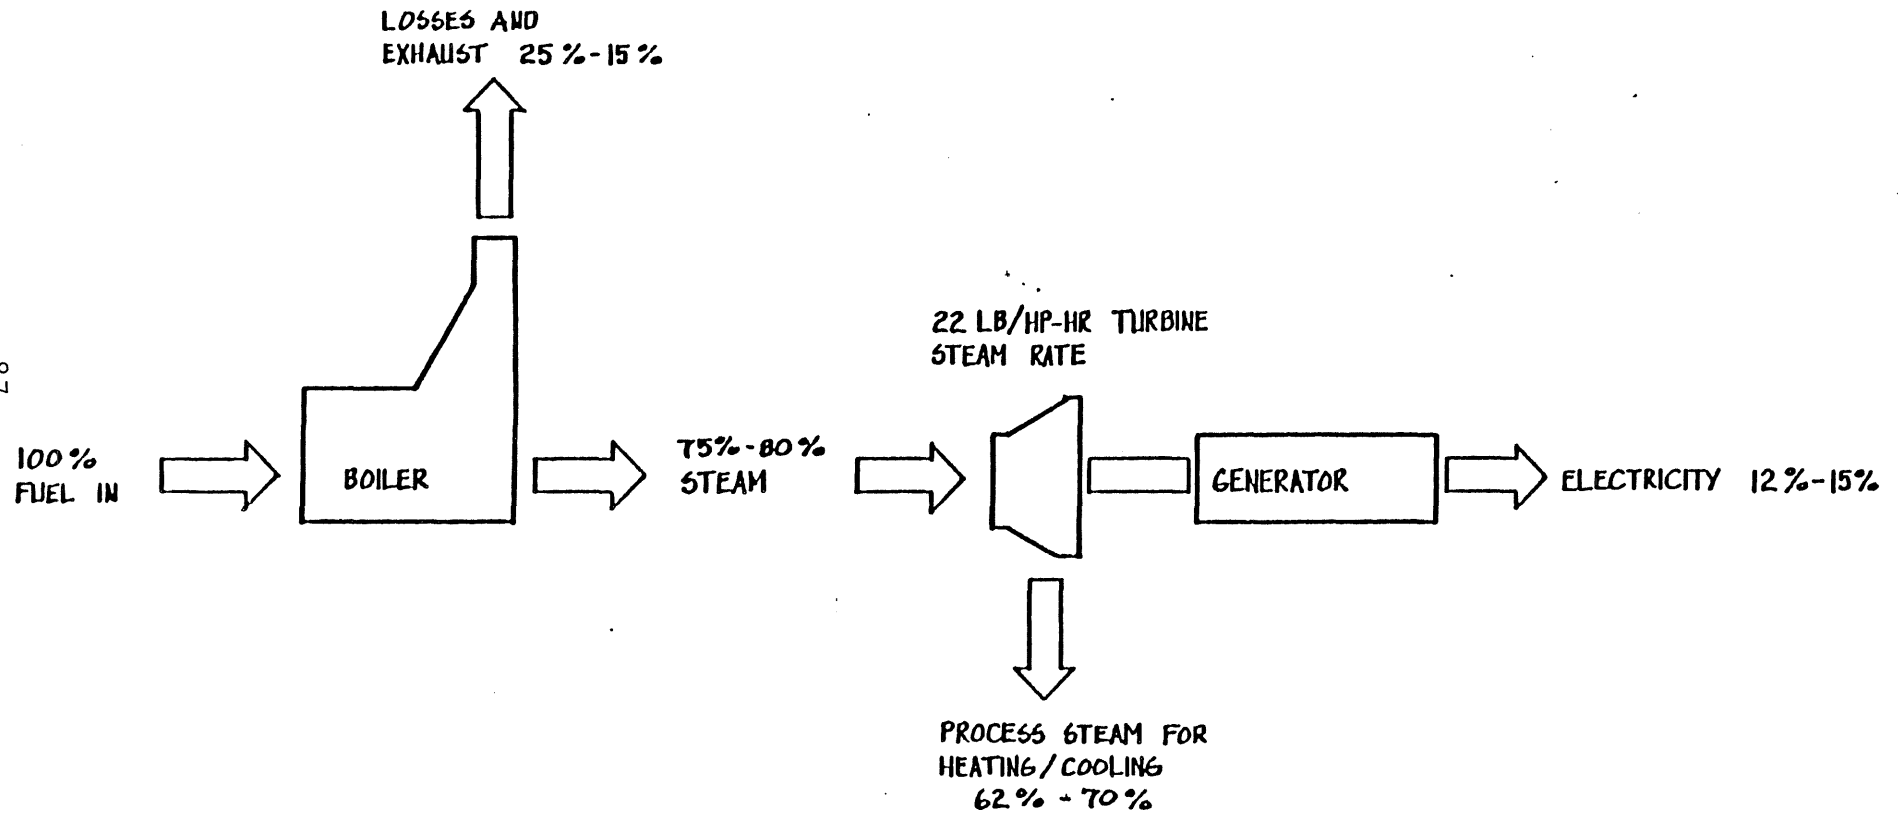 LOSSES AND
EXHAUST 25%-15%
22 LB/HP-HR TURBINE
STEAM RATE
100%
FUEL IN
BOILER
75%-80%
STEAM
GENERATOR
ELECTRICITY 12%-15%
PROCESS STEAM FOR
HEATING/COOLING
62% - 70%